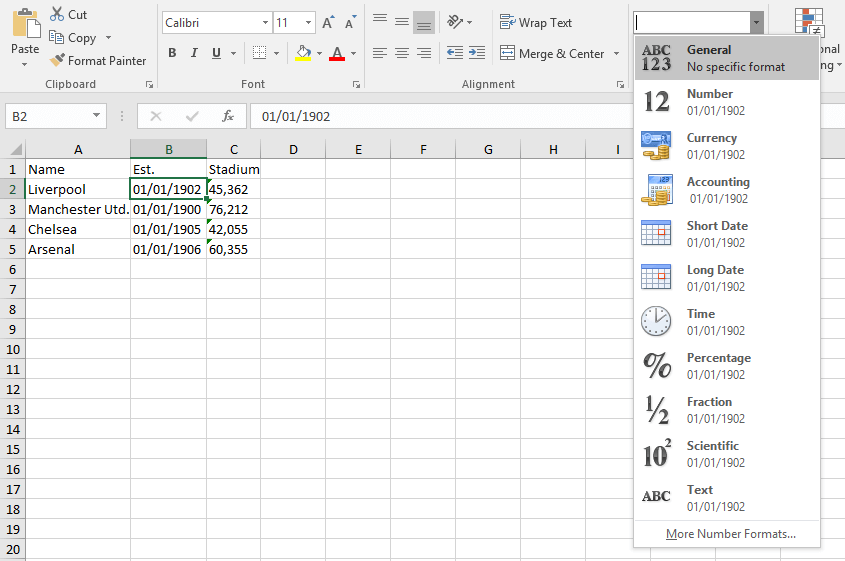 Cut
Copy
Format Painter
Paste
Clipboard
Calibri 11 A A
B I U A
Font
ab
Wrap Text
Merge & Center
Alignment
onal
ng
B2 fx 01/01/1902
A B C D E F G H I
1 Name Est. Stadium
2 Liverpool 01/01/1902 45,362
3 Manchester Utd. 01/01/1900 76,212
4 Chelsea 01/01/1905 42,055
5 Arsenal 01/01/1906 60,355
6
7
8
9
10
11
12
13
14
15
16
17
18
19
20
ABC
123
General
No specific format
12 Number
01/01/1902
Currency
01/01/1902
123
Accounting
01/01/1902
Short Date
01/01/1902
Long Date
01/01/1902
Time
01/01/1902
% Percentage
01/01/1902
1/2 Fraction
01/01/1902
10² Scientific
01/01/1902
ABC Text
01/01/1902
More Number Formats...